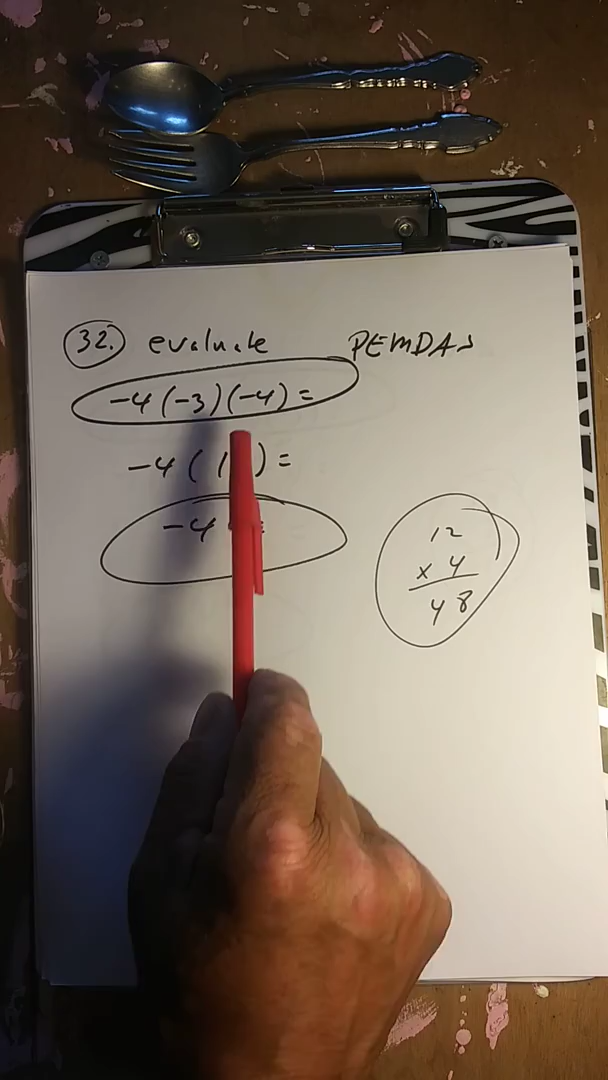 32. evaluate PEMDAS
-4(-3)(-4)=
-4(1 )=
-4 =
12
x 4
48